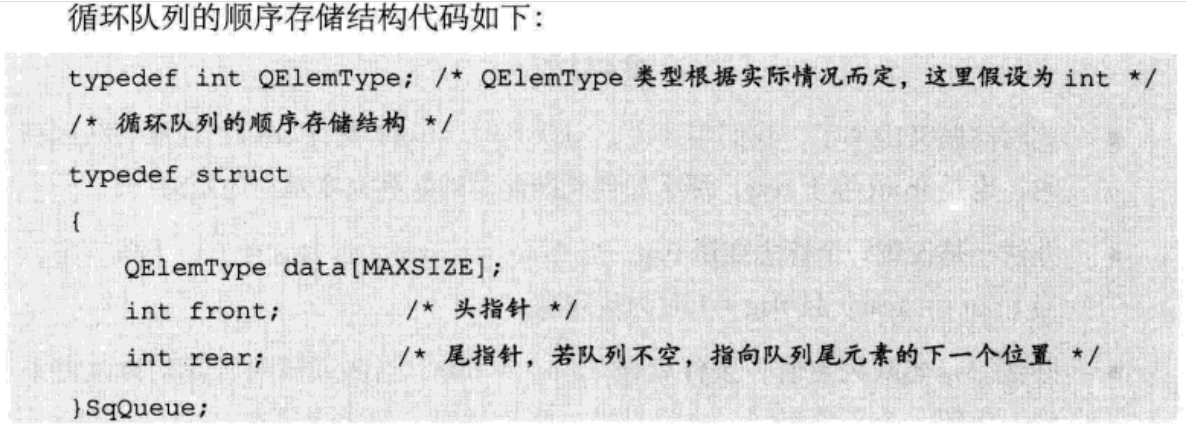 循环队列的顺序存储结构代码如下：
typedef int QElemType; /* QElemType 类型根据实际情况而定，这里假设为 int */
/* 循环队列的顺序存储结构 */
typedef struct
{
QElemType data[MAXSIZE];
int front; /* 头指针 */
int rear; /* 尾指针，若队列不空，指向队列尾元素的下一个位置 */
}SqQueue;